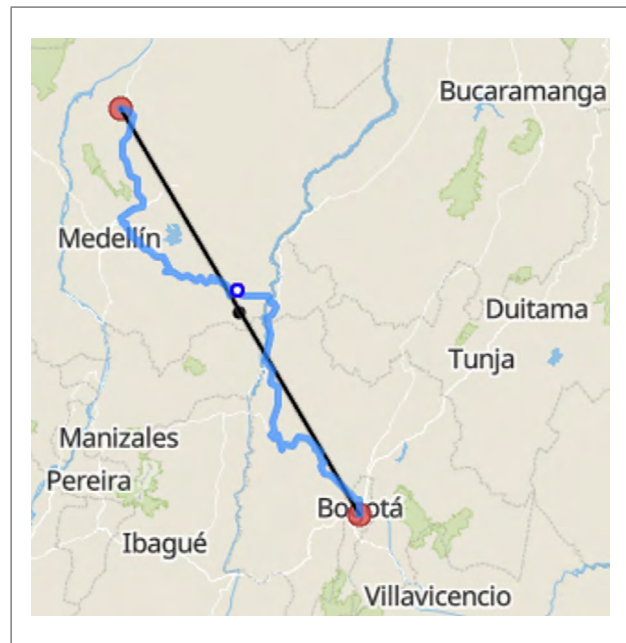 Bucaramanga
Medellín
Duitama
Tunja
Manizales
Pereira
Bogotá
Ibagué
Villavicencio